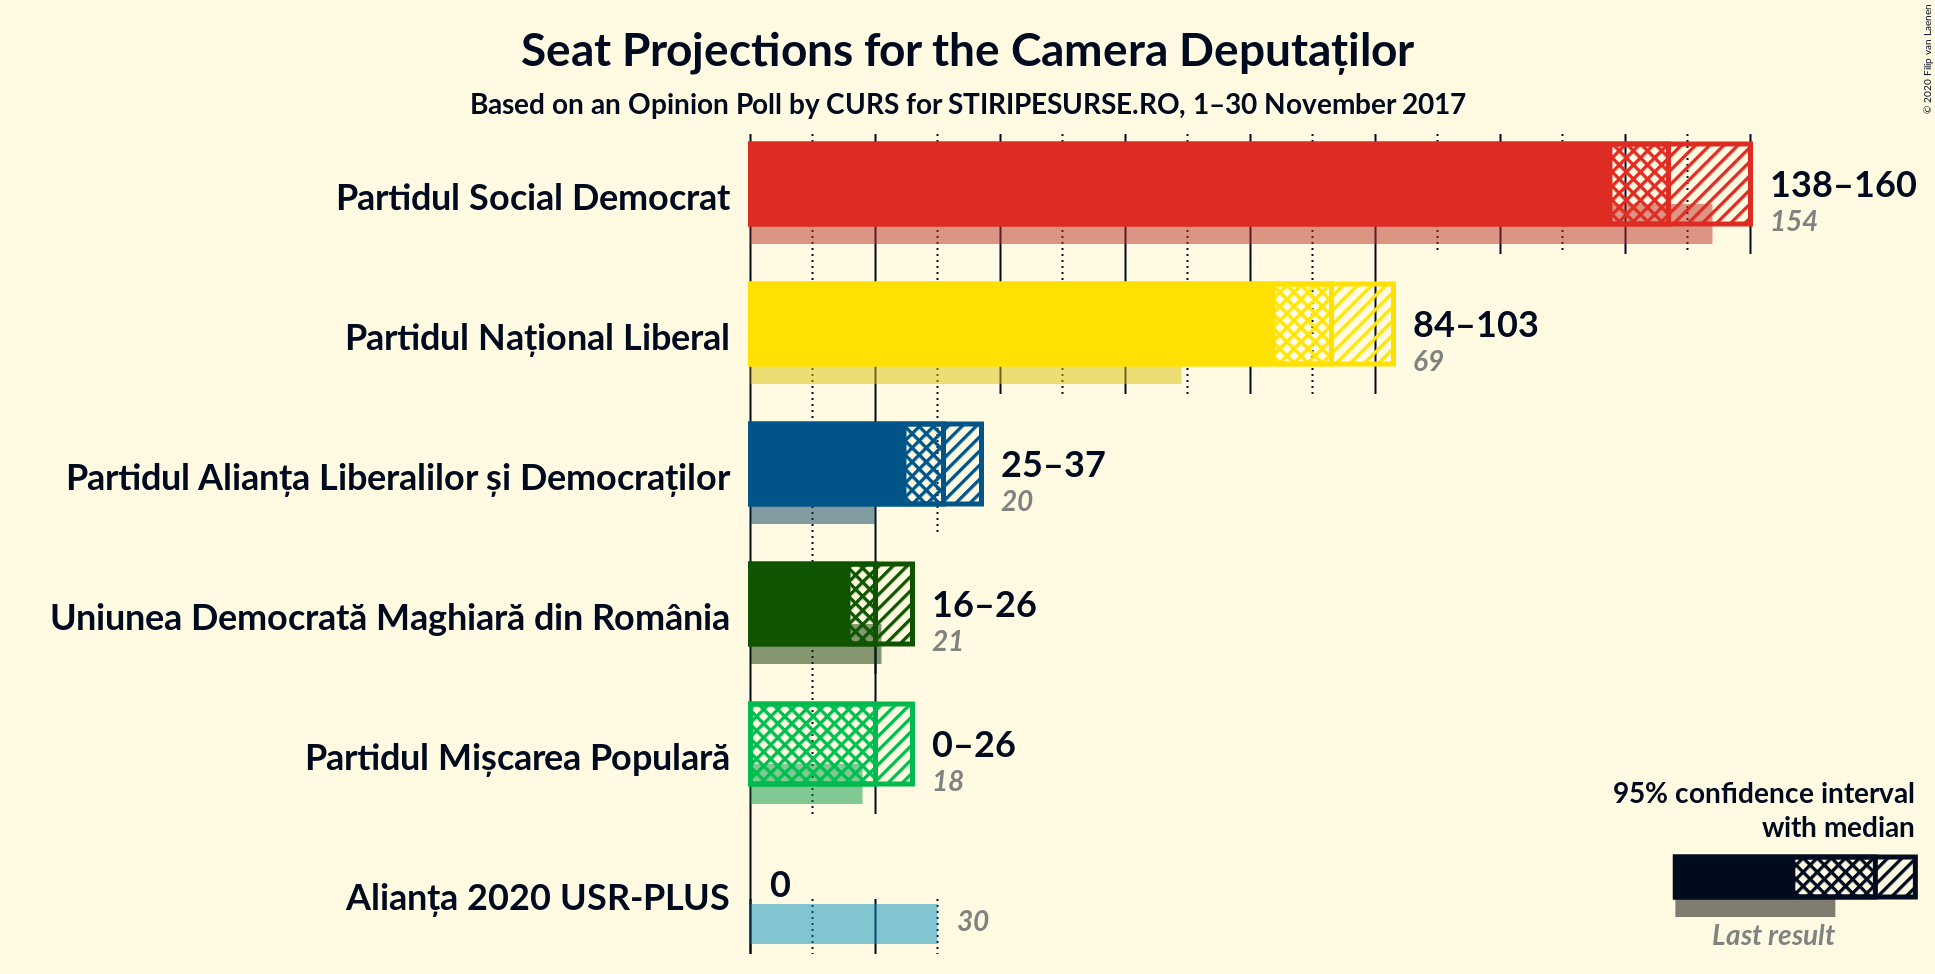 Seat Projections for the Camera Deputaților
Based on an Opinion Poll by CURS for STIRIPESURSE.RO, 1–30 November 2017
© 2020 Filip van Laenen
Partidul Social Democrat
138–160
154
Partidul Național Liberal
84–103
69
Partidul Alianța Liberalilor și Democraților
25–37
20
Uniunea Democrată Maghiară din România
16–26
21
Partidul Mișcarea Populară
0–26
18
Alianța 2020 USR-PLUS
0
30
95% confidence interval
with median
Last result